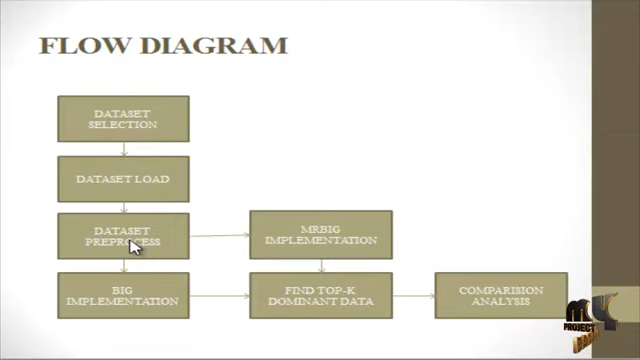 FLOW DIAGRAM
DATASET
SELECTION
DATASET LOAD
DATASET
PREPROCESS
MRBIG
IMPLEMENTATION
BIG
IMPLEMENTATION
FIND TOP-K
DOMINANT DATA
COMPARISION
ANALYSIS
PROJECT